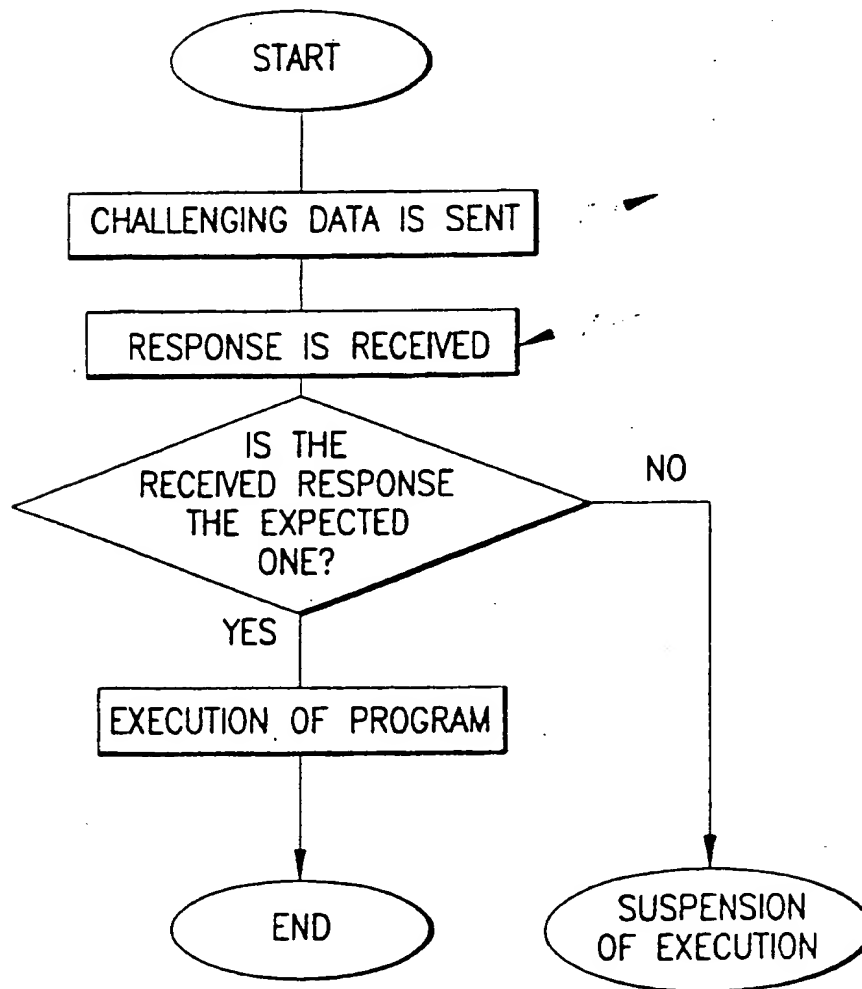 START
CHALLENGING DATA IS SENT
RESPONSE IS RECEIVED
IS THE
RECEIVED RESPONSE
THE EXPECTED
ONE?
NO
YES
EXECUTION OF PROGRAM
END
SUSPENSION
OF EXECUTION